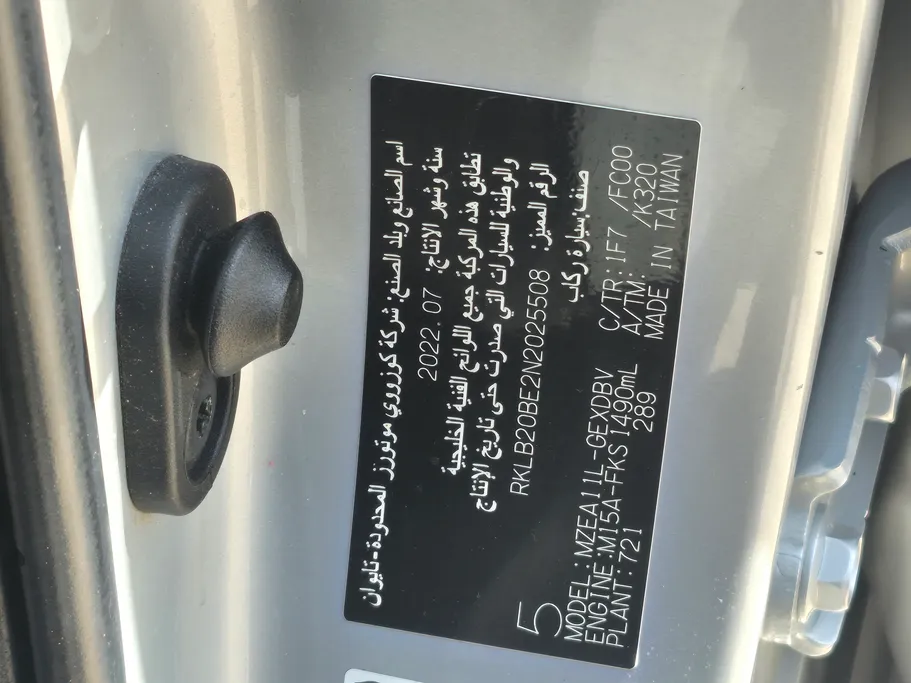 اسم الصانع وبلد الصنع: شركة كوزووي موتورز المحدودة-تايوان
سنة وشهر الإنتاج: 2022.07
تطابق هذه المركبة جميع اللوائح الفنية الخليجية
والوطنية للسيارات التي صدرت حتى تاريخ الإنتاج
الرقم المميز: RKLB20BE2N2025508
صنف:سيارة ركاب
5
MODEL:MZEA11L-GEXDBV C/TR:1F7 /FC00
ENGINE:M15A-FKS 1490mL A/TM: /K320
PLANT:721 289 MADE IN TAIWAN